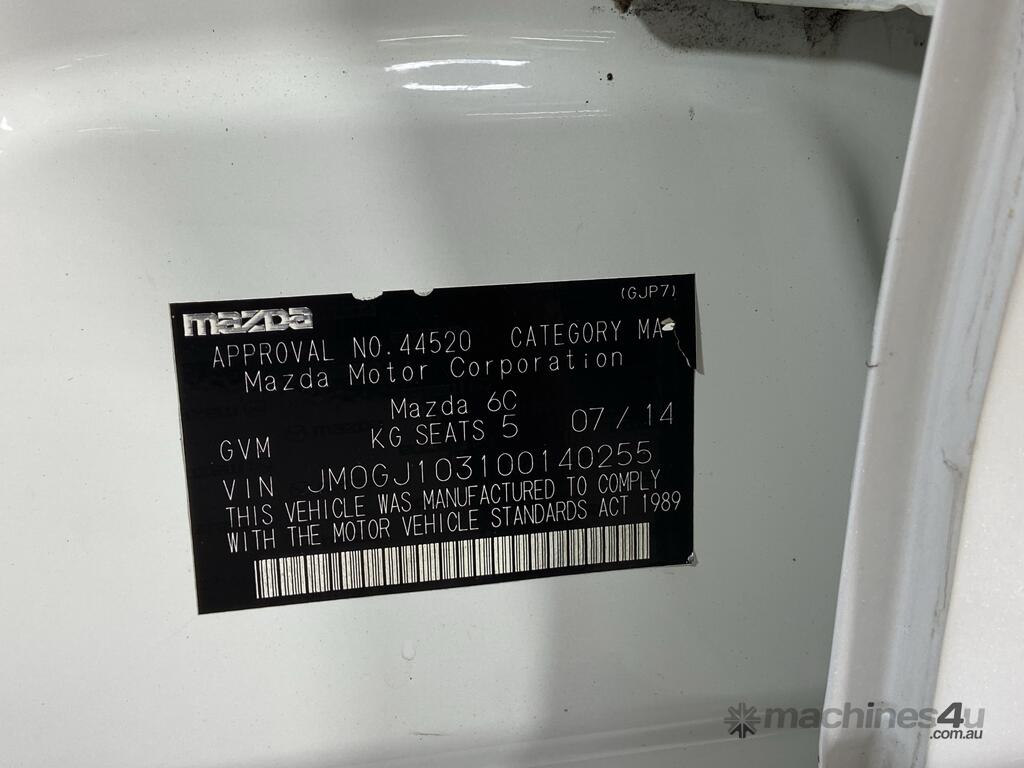 (GJP7)
mazda
APPROVAL NO.44520 CATEGORY MA
Mazda Motor Corporation
Mazda 6C
GVM KG SEATS 5 07/14
VIN JM0GJ103100140255
THIS VEHICLE WAS MANUFACTURED TO COMPLY
WITH THE MOTOR VEHICLE STANDARDS ACT 1989
machines4u
.com.au